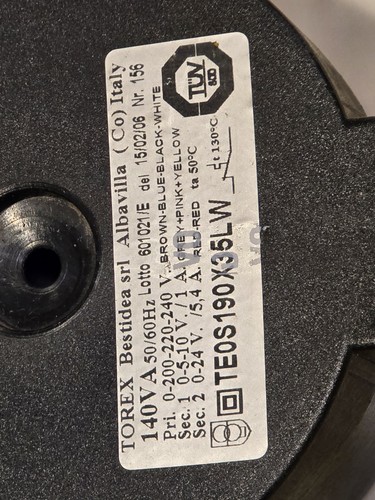 TOREX Bestidea srl Albavilla (Co) Italy
140VA 50/60Hz Lotto 601021/E del 15/02/06 Nr. 156
Pri. 0-200-220-240 V. BROWN-BLUE-BLACK-WHITE
Sec. 1 0-5-10 V. /1 A. GREY+PINK+YELLOW
Sec. 2 0-24 V. /5,4 A. RED-RED ta 50°C t 130°C
TE0S190X35LW
TÜV